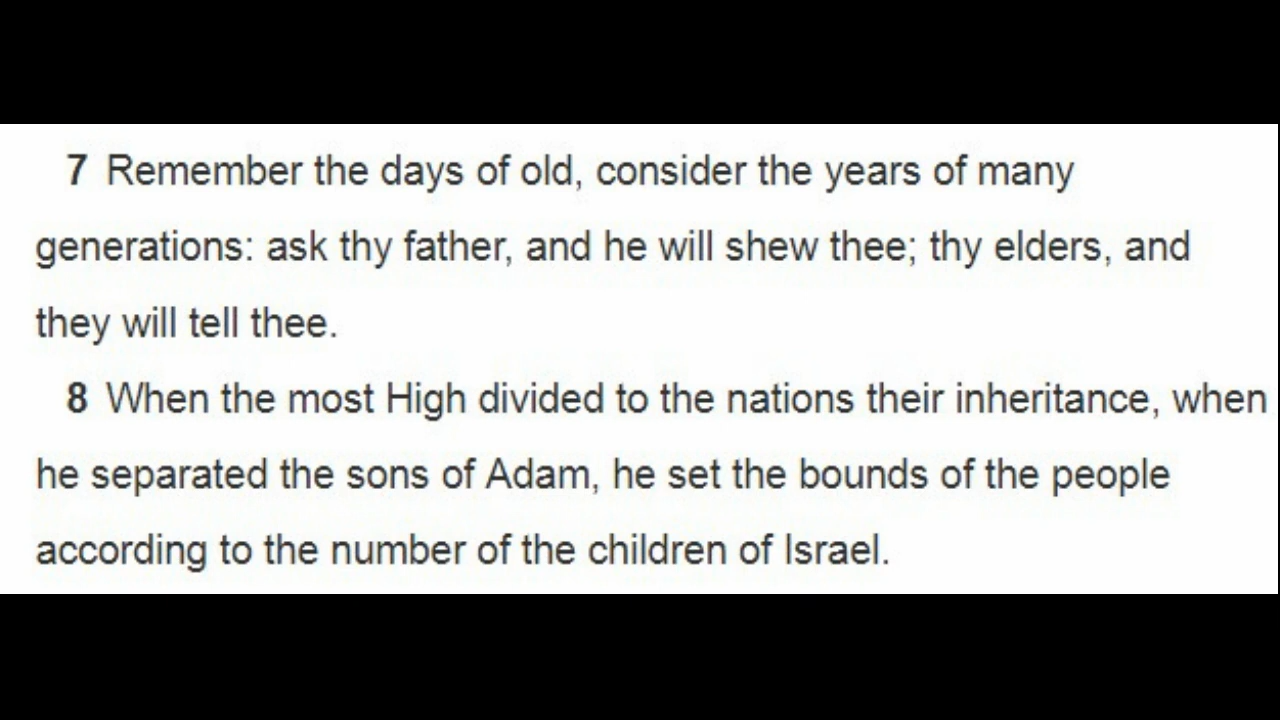 7 Remember the days of old, consider the years of many
generations: ask thy father, and he will shew thee; thy elders, and
they will tell thee.
8 When the most High divided to the nations their inheritance, when
he separated the sons of Adam, he set the bounds of the people
according to the number of the children of Israel.